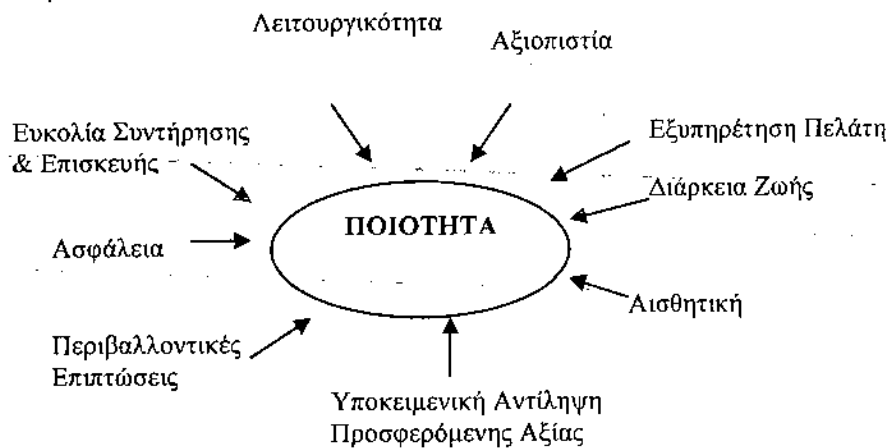 Λειτουργικότητα
Αξιοπιστία
Ευκολία Συντήρησης
& Επισκευής
Εξυπηρέτηση Πελάτη
Διάρκεια Ζωής
ΠΟΙΟΤΗΤΑ
Ασφάλεια
Αισθητική
Περιβαλλοντικές
Επιπτώσεις
Υποκειμενική Αντίληψη
Προσφερόμενης Αξίας